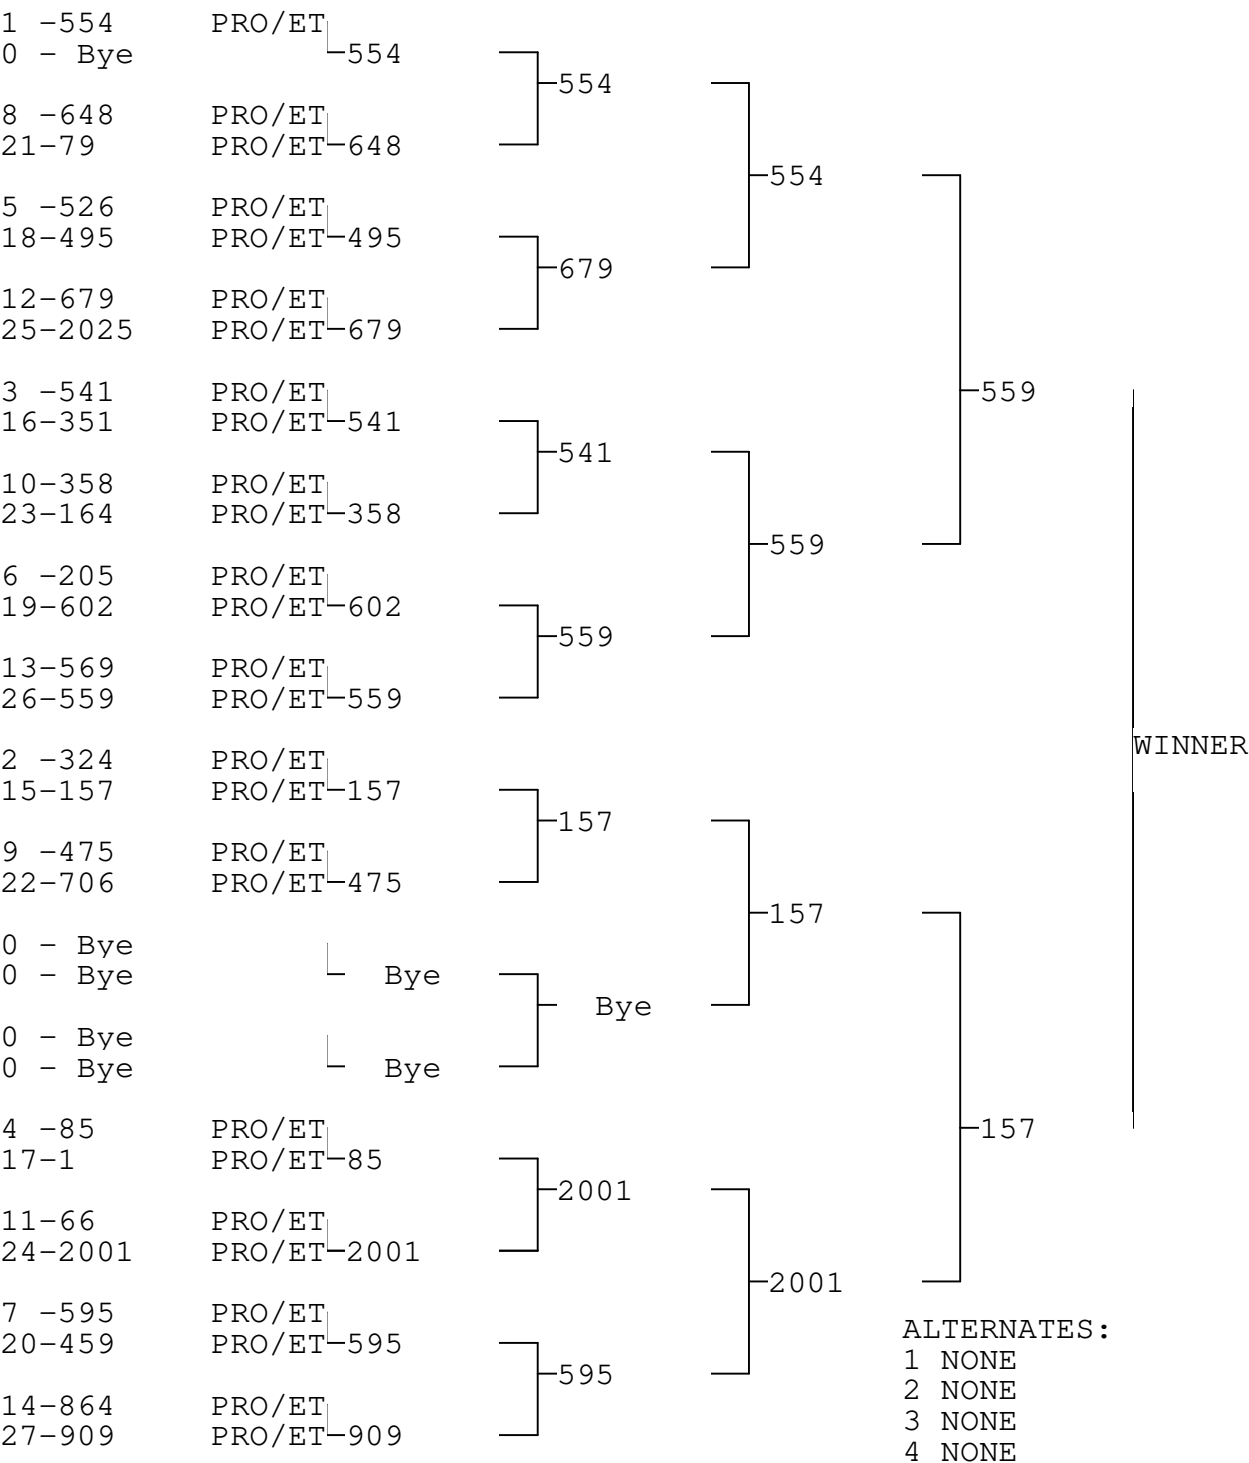 1 -554 PRO/ET
0 - Bye 554
554
8 -648 PRO/ET
21-79 PRO/ET 648
554
5 -526 PRO/ET
18-495 PRO/ET 495
679
12-679 PRO/ET
25-2025 PRO/ET 679
3 -541 PRO/ET 559
16-351 PRO/ET 541
541
10-358 PRO/ET
23-164 PRO/ET 358
559
6 -205 PRO/ET
19-602 PRO/ET 602
559
13-569 PRO/ET
26-559 PRO/ET 559
WINNER
2 -324 PRO/ET
15-157 PRO/ET 157
157
9 -475 PRO/ET
22-706 PRO/ET 475
157
0 - Bye
0 - Bye Bye
Bye
0 - Bye
0 - Bye Bye
4 -85 PRO/ET 157
17-1 PRO/ET 85
2001
11-66 PRO/ET
24-2001 PRO/ET 2001
2001
7 -595 PRO/ET
20-459 PRO/ET 595
595
14-864 PRO/ET
27-909 PRO/ET 909
ALTERNATES:
1 NONE
2 NONE
3 NONE
4 NONE